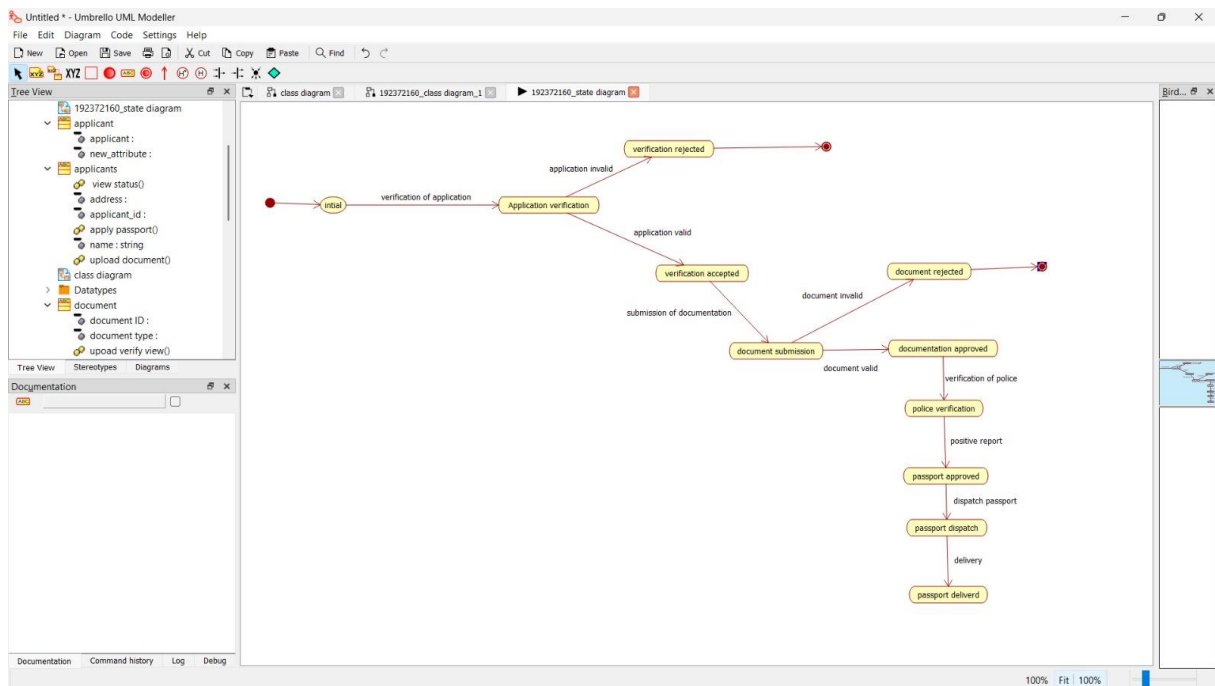 Untitled * - Umbrello UML Modeller
File Edit Diagram Code Settings Help
New Open Save Cut Copy Paste Find
XYZ XYZ ABC H* H
Tree View
192372160_state diagram
applicant
applicant :
new_attribute :
applicants
view status()
address :
applicant_id :
apply passport()
name : string
upload document()
class diagram
Datatypes
document
document ID :
document type :
upoad verify view()
Tree View Stereotypes Diagrams
Documentation
ABC
Documentation Command history Log Debug
class diagram 192372160_class diagram_1 192372160_state diagram
verification rejected
application invalid
intial
verification of application
Application verification
application valid
verification accepted
document rejected
document invalid
submission of documentation
document submission
documentation approved
document valid
verification of police
police verification
positive report
passport approved
dispatch passport
passport dispatch
delivery
passport deliverd
Bird...
100% Fit 100%